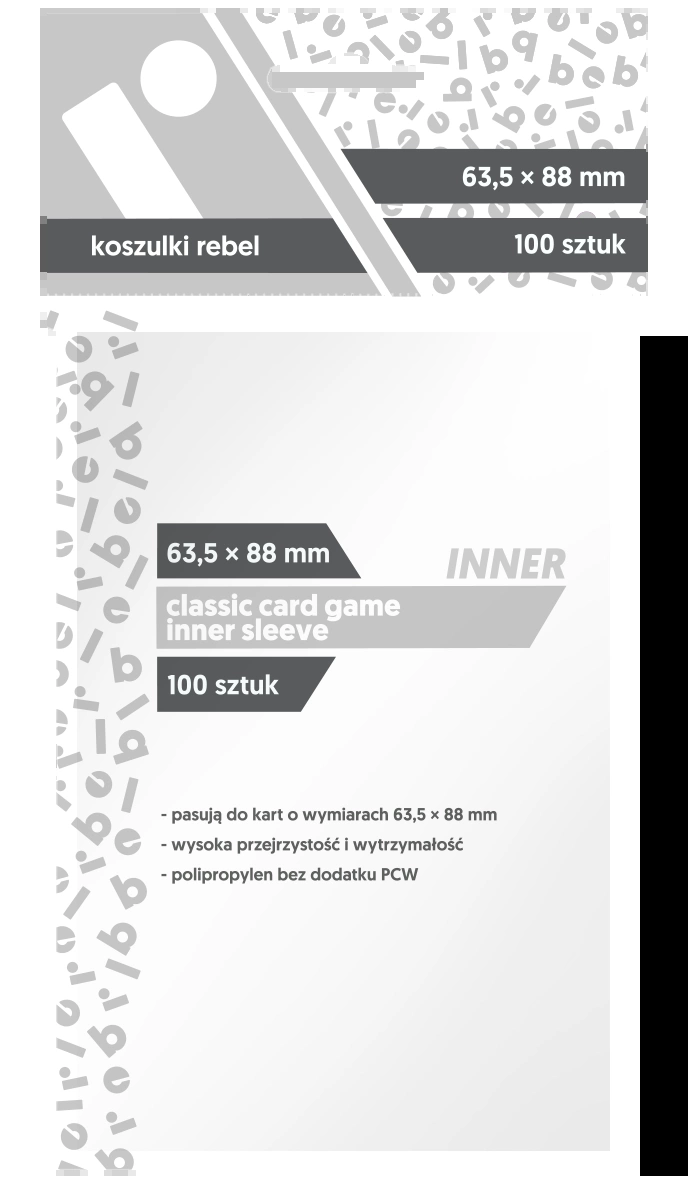 63,5 × 88 mm
koszulki rebel
100 sztuk
63,5 × 88 mm
INNER
classic card game
inner sleeve
100 sztuk
- pasują do kart o wymiarach 63,5 × 88 mm
- wysoka przejrzystość i wytrzymałość
- polipropylen bez dodatku PCW